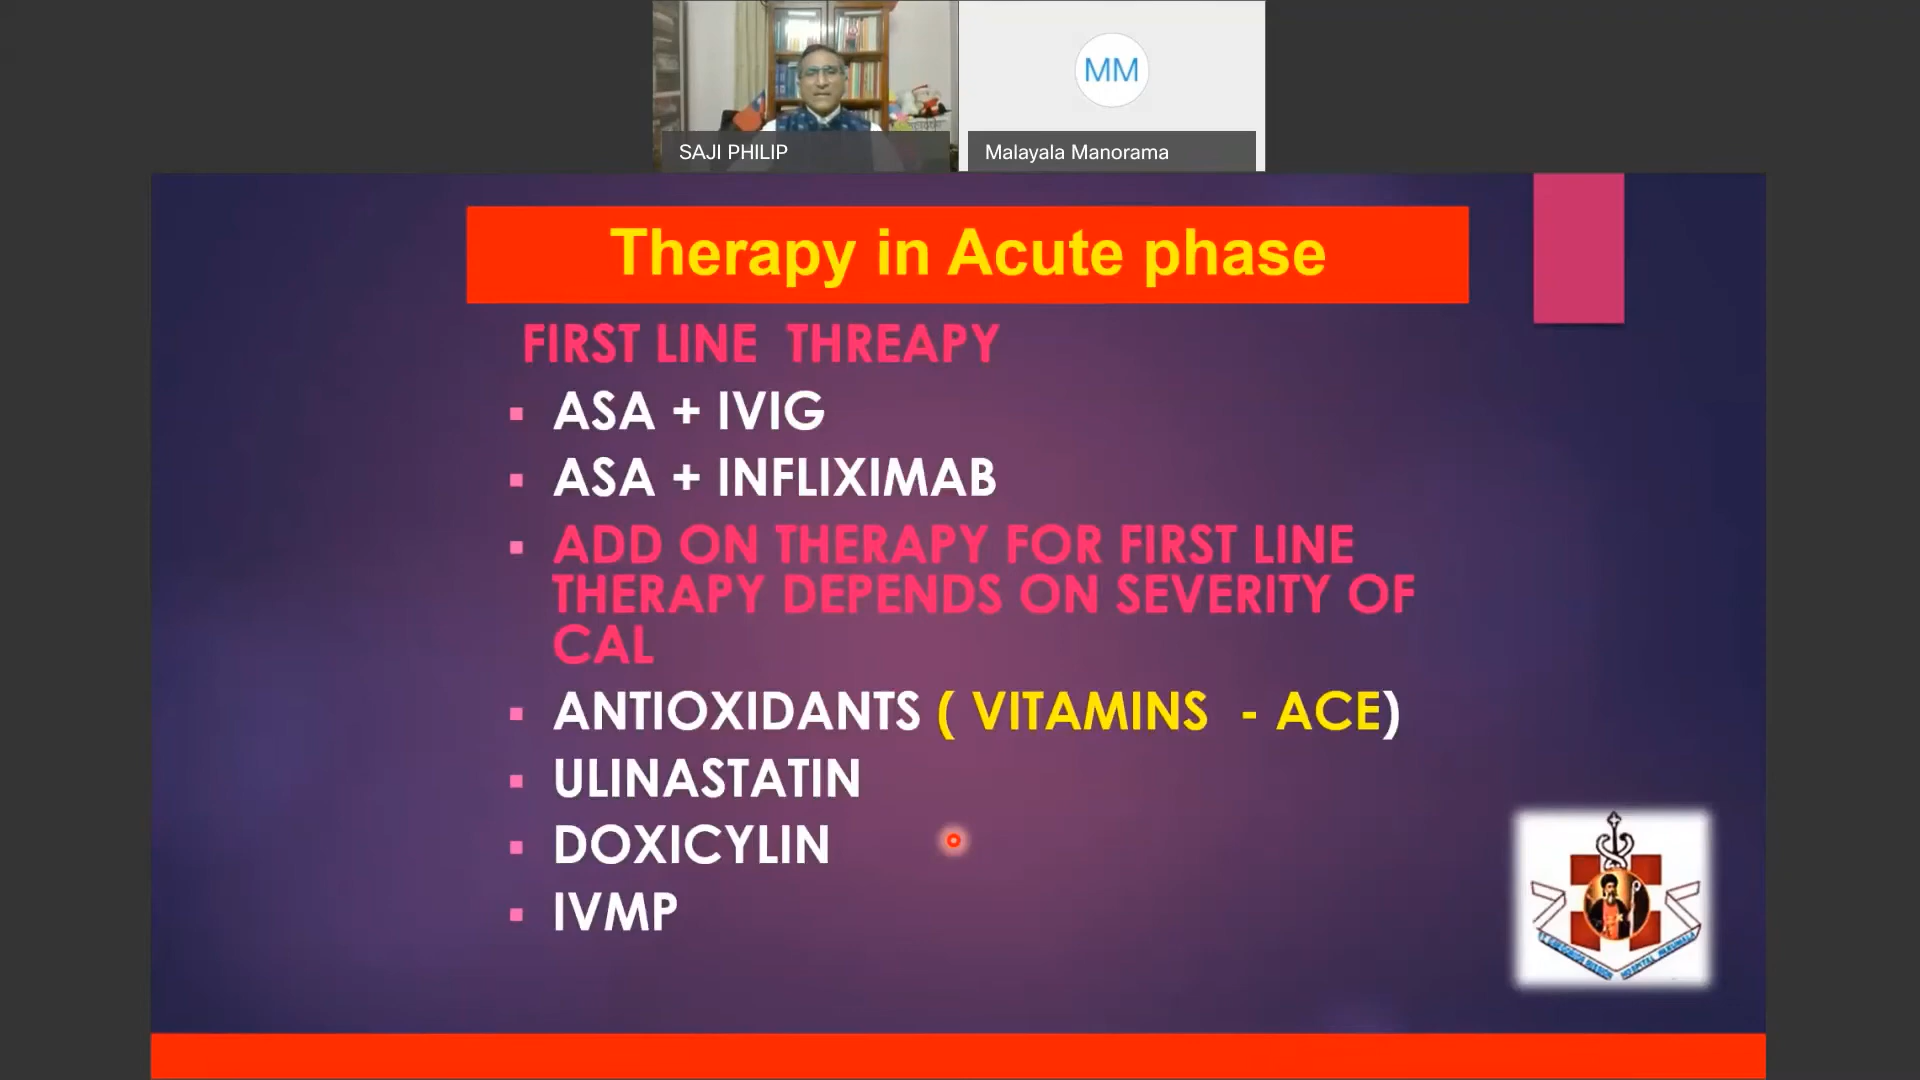 MM
SAJI PHILIP
Malayala Manorama
Therapy in Acute phase
FIRST LINE THREAPY
ASA + IVIG
ASA + INFLIXIMAB
ADD ON THERAPY FOR FIRST LINE
THERAPY DEPENDS ON SEVERITY OF
CAL
ANTIOXIDANTS ( VITAMINS - ACE)
ULINASTATIN
DOXICYLIN
IVMP